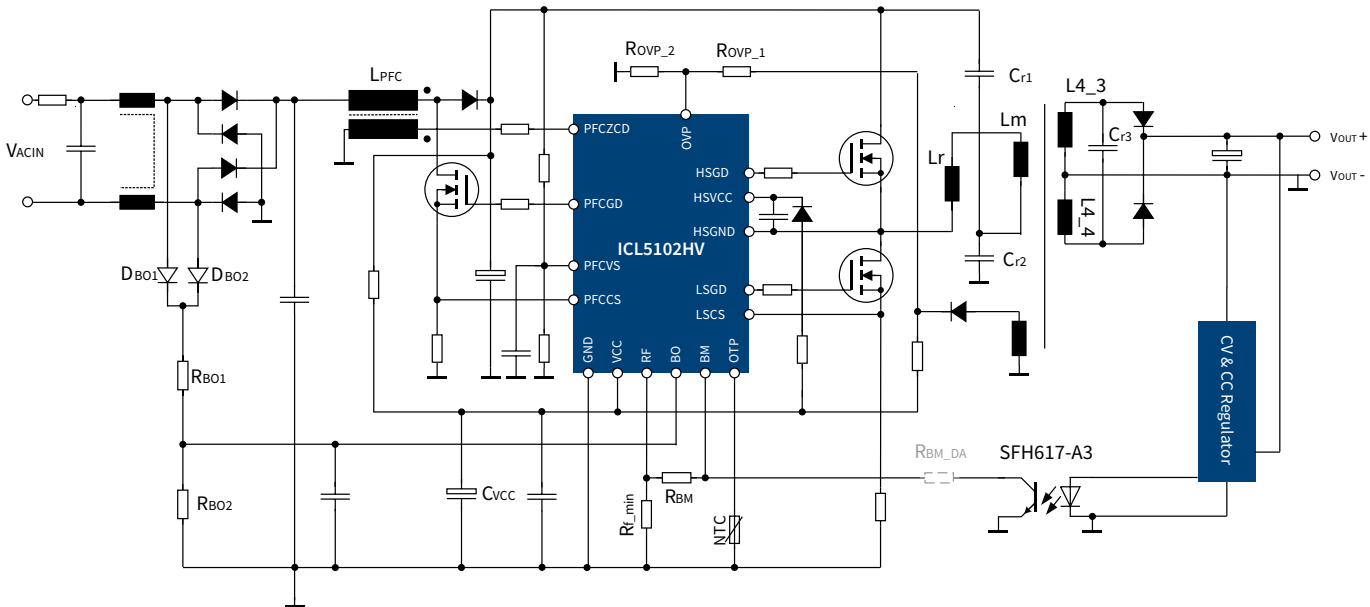 ROVP_2
ROVP_1
LPFC
Cr1
L4_3
Lm
Cr3
VACIN
PFCZCD
OVP
VOUT+
Lr
HSGD
VOUT-
HSVCC
PFCGD
L4_4
HSGND
ICL5102HV
Cr2
DBO1
DBO2
PFCVS
LSGD
PFCCS
LSCS
GND
VCC
RF
BO
BM
OTP
RBO1
CV & CC Regulator
RBM_DA
SFH617-A3
RBO2
CVCC
RBM
Rf_min
NTC